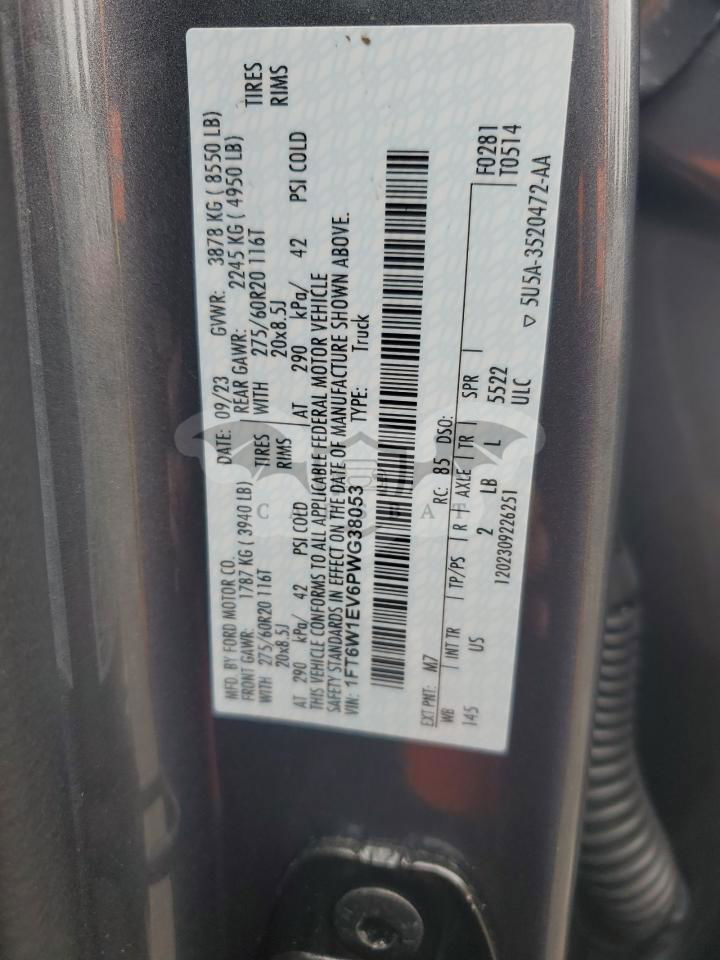 MFD. BY FORD MOTOR CO. DATE: 09/23 GVWR: 3878 KG ( 8550 LB)
FRONT GAWR: 1787 KG ( 3940 LB) REAR GAWR: 2245 KG ( 4950 LB)
WITH 275/60R20 116T TIRES WITH 275/60R20 116T TIRES
20x8.5J RIMS 20x8.5J RIMS
AT 290 kPa/ 42 PSI COLD AT 290 kPa/ 42 PSI COLD
THIS VEHICLE CONFORMS TO ALL APPLICABLE FEDERAL MOTOR VEHICLE
SAFETY STANDARDS IN EFFECT ON THE DATE OF MANUFACTURE SHOWN ABOVE.
VIN: 1FT6W1EV6PWG38053 TYPE: Truck
EXT PNT: M7 RC: 85 DSO: F0281
WB INT TR TP/PS R AXLE TR SPR T0514
145 US 2 LB L 5522
ULC
1202309226251 5U5A-3520472-AA